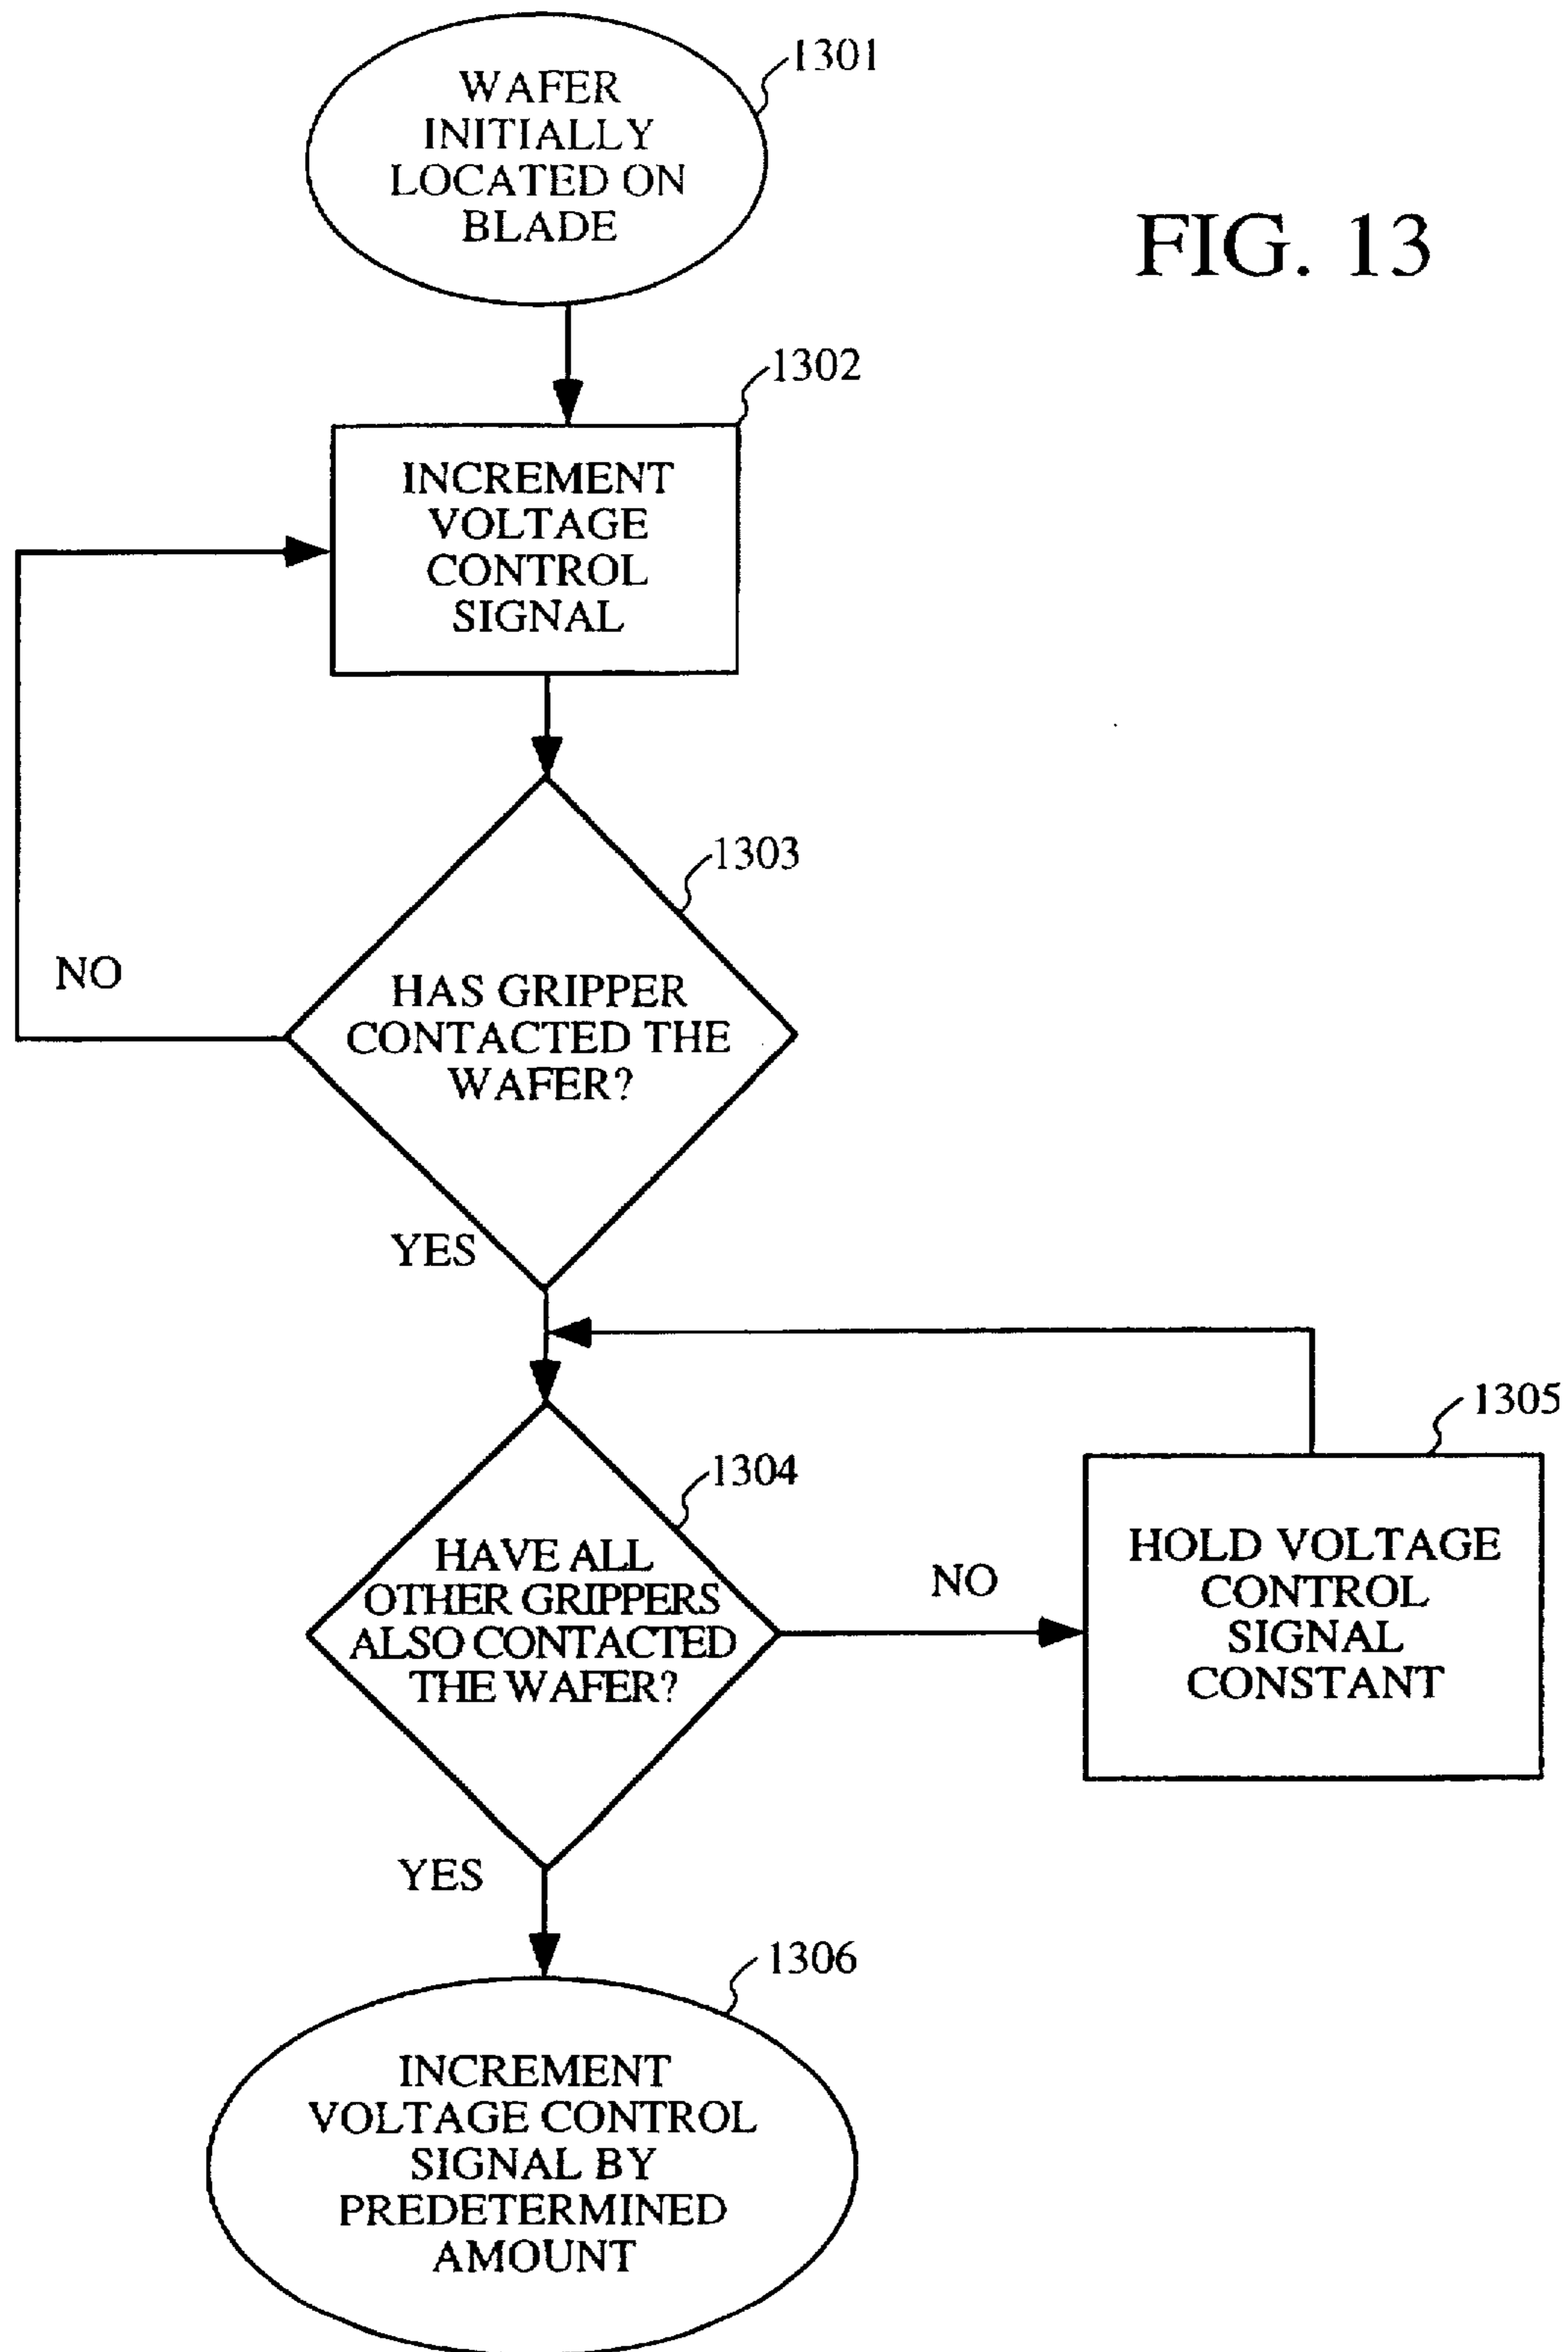 1301
WAFER
INITIALLY
LOCATED ON
BLADE
FIG. 13
1302
INCREMENT
VOLTAGE
CONTROL
SIGNAL
1303
NO
HAS GRIPPER
CONTACTED THE
WAFER?
YES
1304
HAVE ALL
OTHER GRIPPERS
ALSO CONTACTED
THE WAFER?
NO
1305
HOLD VOLTAGE
CONTROL
SIGNAL
CONSTANT
YES
1306
INCREMENT
VOLTAGE CONTROL
SIGNAL BY
PREDETERMINED
AMOUNT